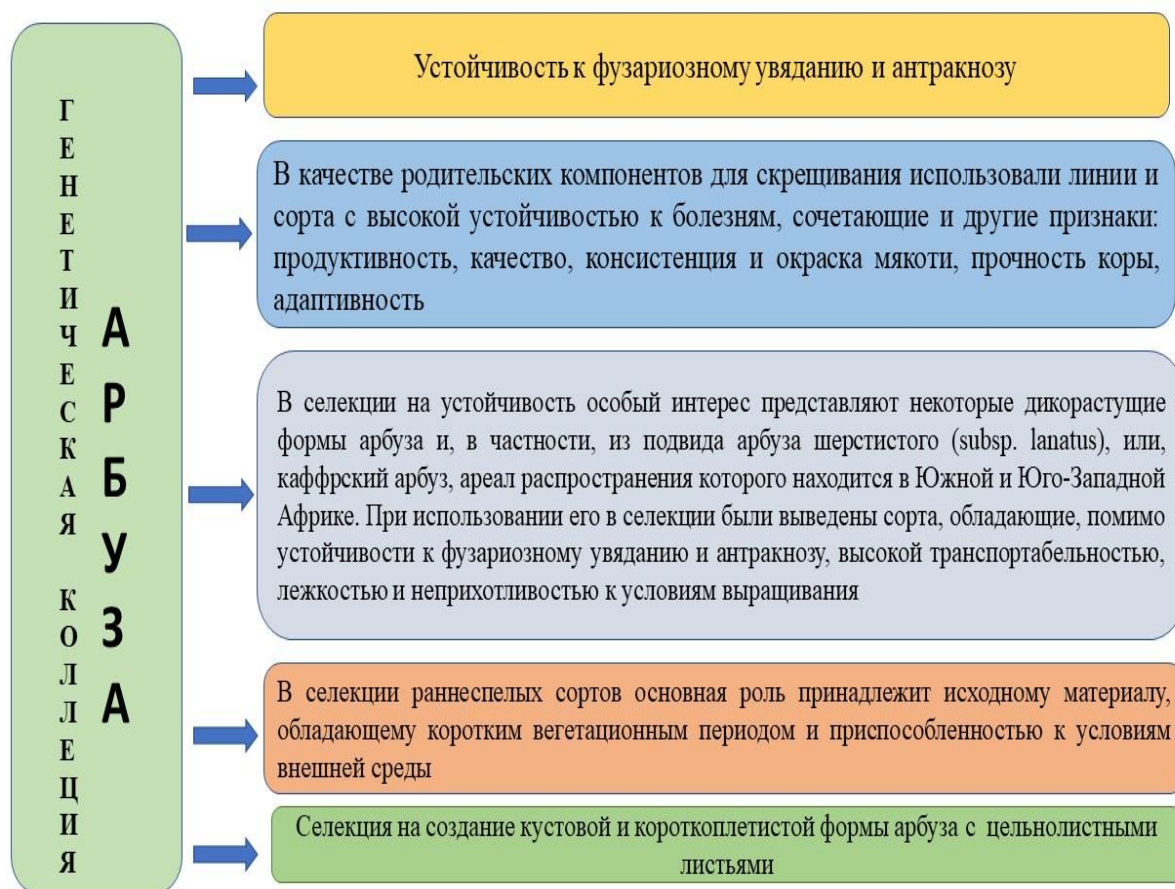 ГЕНЕТИЧЕСКАЯ КОЛЛЕЦИЯ
АРБУЗА
Устойчивость к фузариозному увяданию и антракнозу
В качестве родительских компонентов для скрещивания использовали линии и
сорта с высокой устойчивостью к болезням, сочетающие и другие признаки:
продуктивность, качество, консистенция и окраска мякоти, прочность коры,
адаптивность
В селекции на устойчивость особый интерес представляют некоторые дикорастущие
формы арбуза и, в частности, из подвида арбуза шерстистого (subsp. lanatus), или,
каффрский арбуз, ареал распространения которого находится в Южной и Юго-Западной
Африке. При использовании его в селекции были выведены сорта, обладающие, помимо
устойчивости к фузариозному увяданию и антракнозу, высокой транспортабельностью,
лежкостью и неприхотливостью к условиям выращивания
В селекции раннеспелых сортов основная роль принадлежит исходному материалу,
обладающему коротким вегетационным периодом и приспособленностью к условиям
внешней среды
Селекция на создание кустовой и короткоплетистой формы арбуза с цельнолистными
листьями